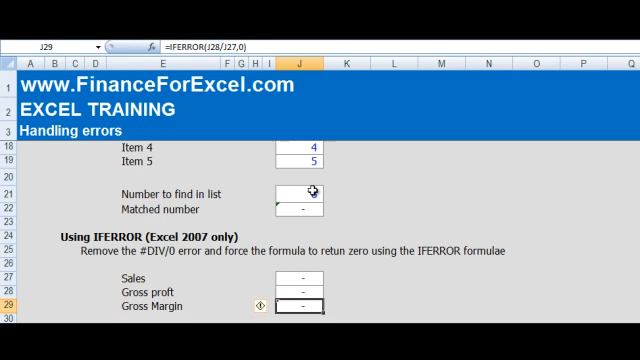 J29 fx =IFERROR(J28/J27,0)
A B C D E F G H I J K L M N O P Q
1 www.FinanceForExcel.com
2 EXCEL TRAINING
3 Handling errors
18 Item 4 4
19 Item 5 5
20
21 Number to find in list
22 Matched number -
23
24 Using IFERROR (Excel 2007 only)
25 Remove the #DIV/0 error and force the formula to retun zero using the IFERROR formulae
26
27 Sales -
28 Gross proft -
29 Gross Margin -
30